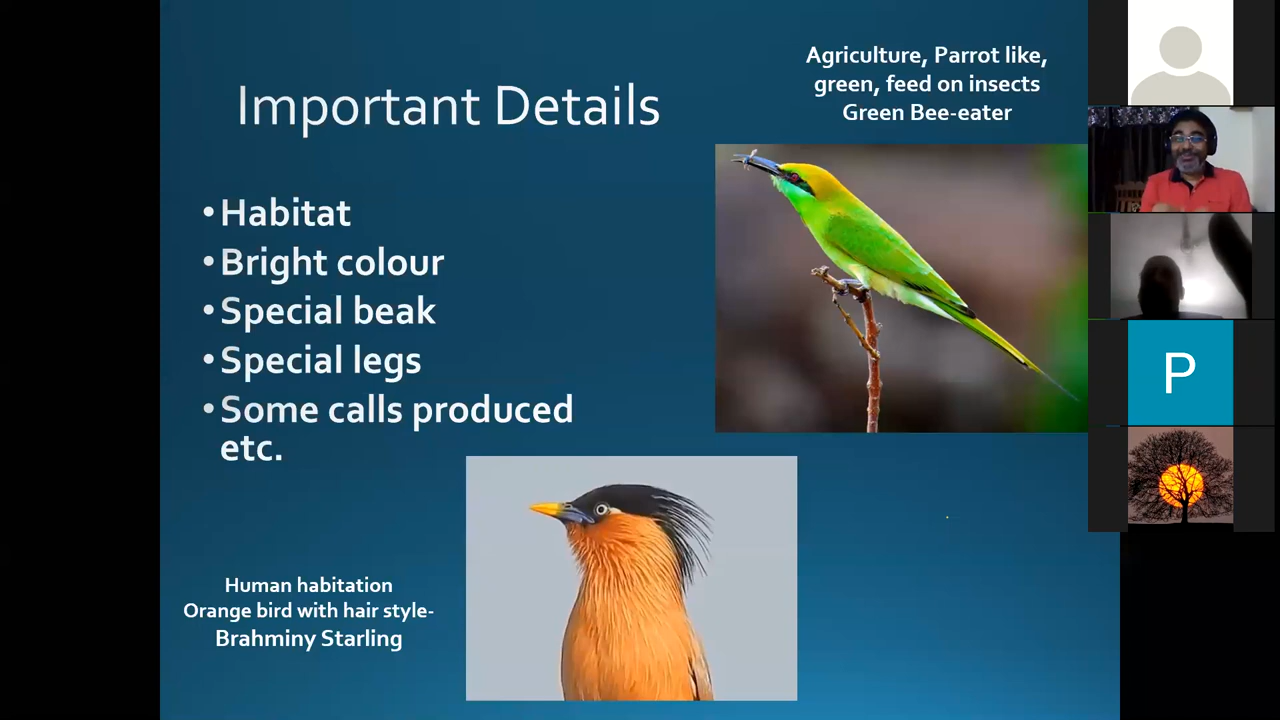 Important Details
• Habitat
• Bright colour
• Special beak
• Special legs
• Some calls produced
etc.
Agriculture, Parrot like,
green, feed on insects
Green Bee-eater
Human habitation
Orange bird with hair style-
Brahminy Starling
P